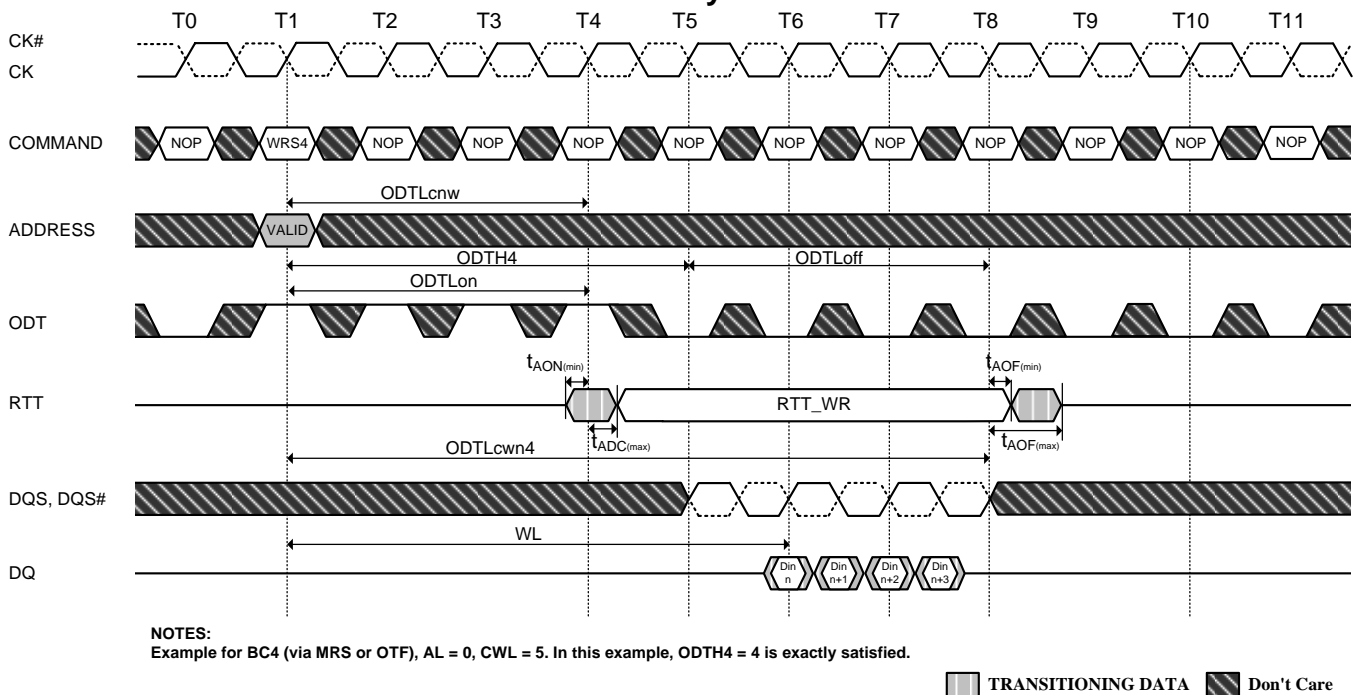 T0 T1 T2 T3 T4 T5 T6 T7 T8 T9 T10 T11
CK#
CK
COMMAND NOP WRS4 NOP NOP NOP NOP NOP NOP NOP NOP NOP NOP
ODTLcnw
ADDRESS VALID
ODTH4 ODTLoff
ODTLon
ODT
tAON(min) tAOF(min)
RTT RTT_WR
tADC(max) tAOF(max)
ODTLcwn4
DQS, DQS#
WL
DQ Din n Din n+1 Din n+2 Din n+3
NOTES:
Example for BC4 (via MRS or OTF), AL = 0, CWL = 5. In this example, ODTH4 = 4 is exactly satisfied.
TRANSITIONING DATA Don't Care